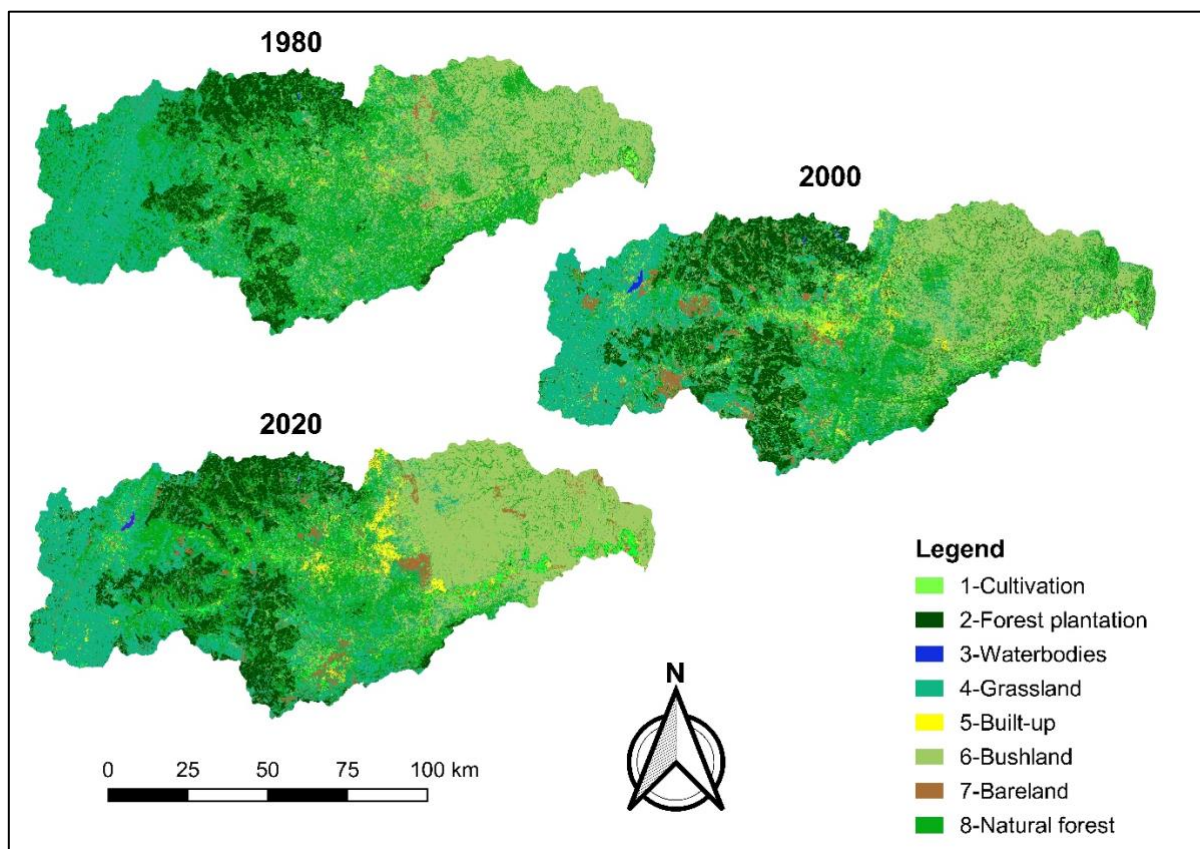 1980
2000
2020
Legend
1-Cultivation
2-Forest plantation
3-Waterbodies
4-Grassland
5-Built-up
6-Bushland
7-Bareland
8-Natural forest
N
0 25 50 75 100 km